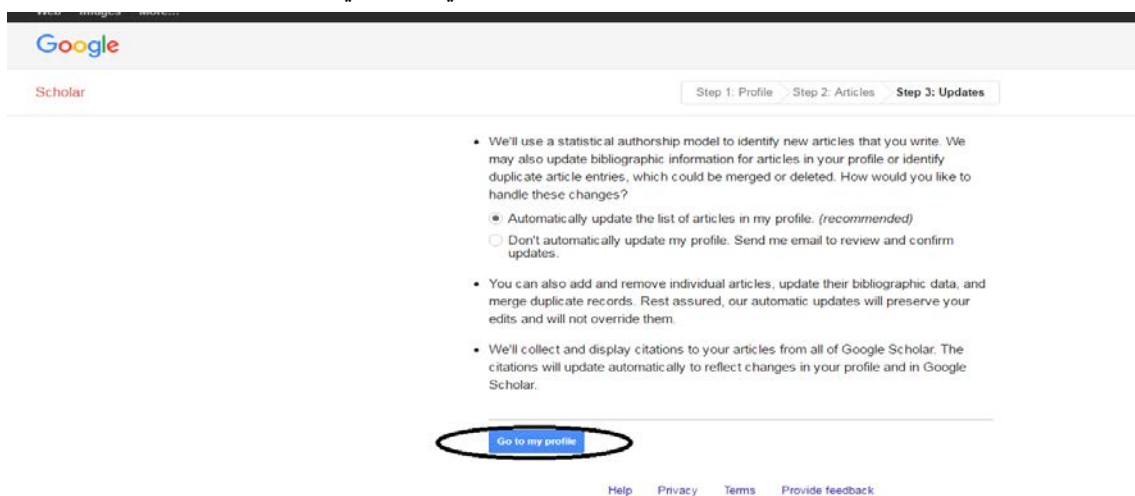 Web Images More...
Google
Scholar
Step 1: Profile Step 2: Articles Step 3: Updates
• We'll use a statistical authorship model to identify new articles that you write. We
may also update bibliographic information for articles in your profile or identify
duplicate article entries, which could be merged or deleted. How would you like to
handle these changes?
Automatically update the list of articles in my profile. (recommended)
Don't automatically update my profile. Send me email to review and confirm
updates.
• You can also add and remove individual articles, update their bibliographic data, and
merge duplicate records. Rest assured, our automatic updates will preserve your
edits and will not override them.
• We'll collect and display citations to your articles from all of Google Scholar. The
citations will update automatically to reflect changes in your profile and in Google
Scholar.
Go to my profile
Help Privacy Terms Provide feedback